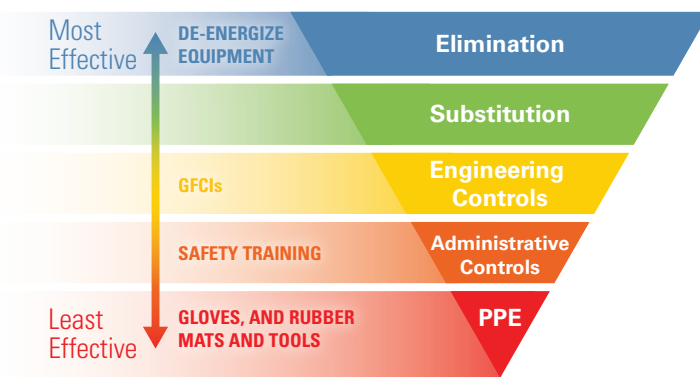 Most
Effective
DE-ENERGIZE
EQUIPMENT
Elimination
Substitution
GFCIs
Engineering
Controls
SAFETY TRAINING
Administrative
Controls
Least
Effective
GLOVES, AND RUBBER
MATS AND TOOLS
PPE